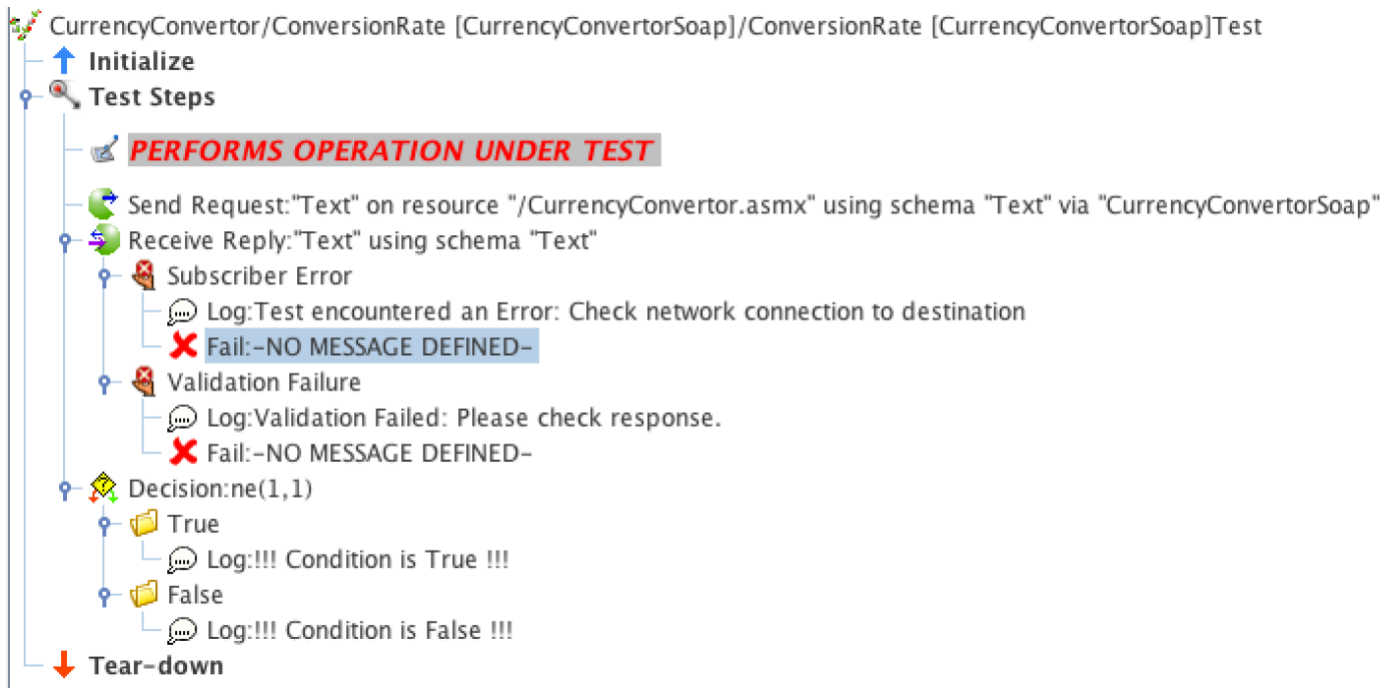 CurrencyConvertor/ConversionRate [CurrencyConvertorSoap]/ConversionRate [CurrencyConvertorSoap]Test
Initialize
Test Steps
PERFORMS OPERATION UNDER TEST
Send Request:"Text" on resource "/CurrencyConvertor.asmx" using schema "Text" via "CurrencyConvertorSoap"
Receive Reply:"Text" using schema "Text"
Subscriber Error
Log:Test encountered an Error: Check network connection to destination
Fail:-NO MESSAGE DEFINED-
Validation Failure
Log:Validation Failed: Please check response.
Fail:-NO MESSAGE DEFINED-
Decision:ne(1,1)
True
Log:!!! Condition is True !!!
False
Log:!!! Condition is False !!!
Tear-down